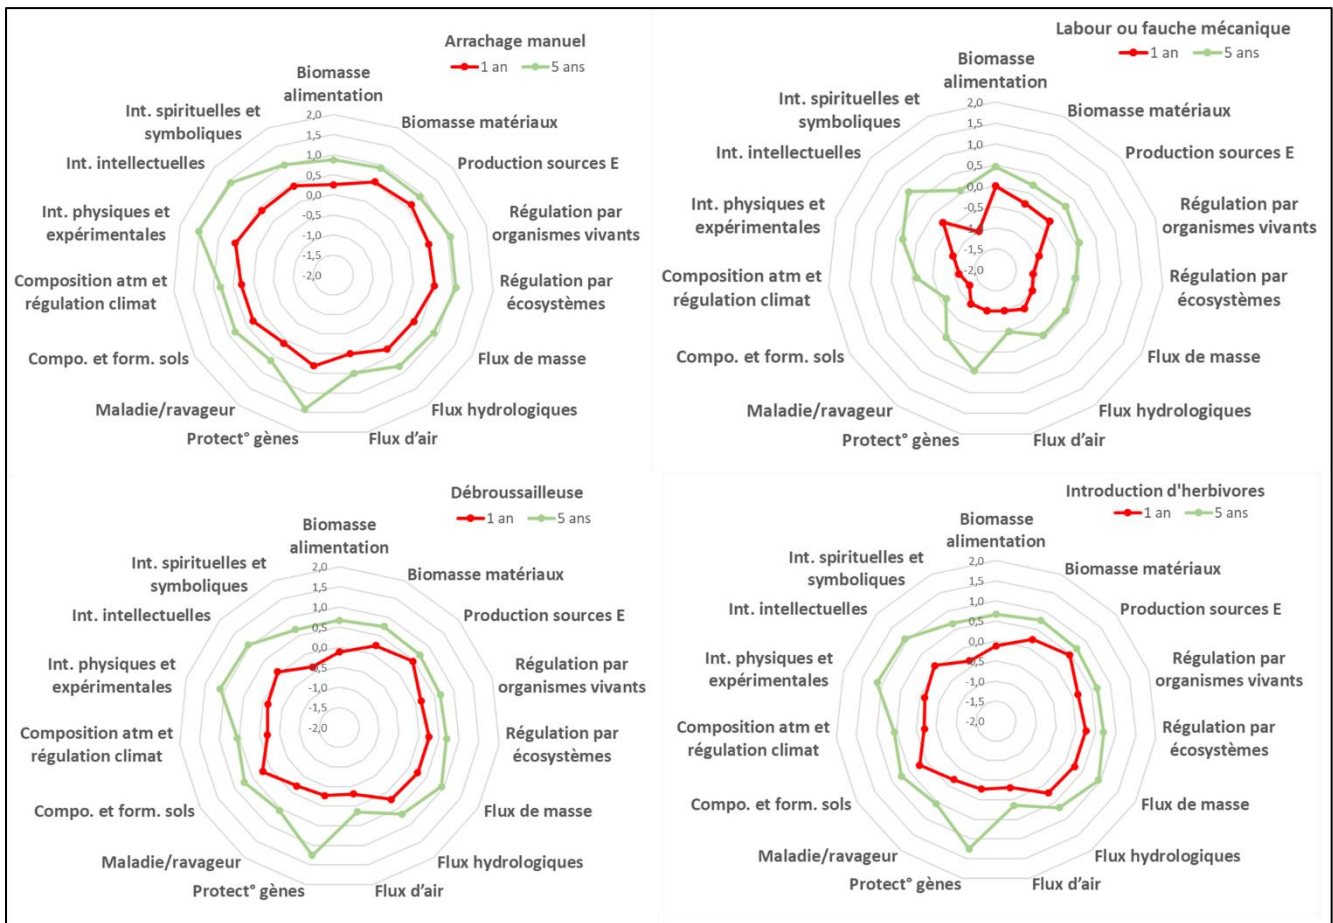 Arrachage manuel
1 an 5 ans
Biomasse
alimentation
Biomasse matériaux
Production sources E
Régulation par
organismes vivants
Régulation par
écosystèmes
Flux de masse
Flux hydrologiques
Flux d'air
Protect° gènes
Maladie/ravageur
Compo. et form. sols
Composition atm et
régulation climat
Int. physiques et
expérimentales
Int. intellectuelles
Int. spirituelles et
symboliques
2,0
1,5
1,0
0,5
0,0
-0,5
-1,0
-1,5
-2,0
Labour ou fauche mécanique
1 an 5 ans
Biomasse
alimentation
Biomasse matériaux
Production sources E
Régulation par
organismes vivants
Régulation par
écosystèmes
Flux de masse
Flux hydrologiques
Flux d'air
Protect° gènes
Maladie/ravageur
Compo. et form. sols
Composition atm et
régulation climat
Int. physiques et
expérimentales
Int. intellectuelles
Int. spirituelles et
symboliques
2,0
1,5
1,0
0,5
0,0
-0,5
-1,0
-1,5
-2,0
Débroussailleuse
1 an 5 ans
Biomasse
alimentation
Biomasse matériaux
Production sources E
Régulation par
organismes vivants
Régulation par
écosystèmes
Flux de masse
Flux hydrologiques
Flux d'air
Protect° gènes
Maladie/ravageur
Compo. et form. sols
Composition atm et
régulation climat
Int. physiques et
expérimentales
Int. intellectuelles
Int. spirituelles et
symboliques
2,0
1,5
1,0
0,5
0,0
-0,5
-1,0
-1,5
-2,0
Introduction d'herbivores
1 an 5 ans
Biomasse
alimentation
Biomasse matériaux
Production sources E
Régulation par
organismes vivants
Régulation par
écosystèmes
Flux de masse
Flux hydrologiques
Flux d'air
Protect° gènes
Maladie/ravageur
Compo. et form. sols
Composition atm et
régulation climat
Int. physiques et
expérimentales
Int. intellectuelles
Int. spirituelles et
symboliques
2,0
1,5
1,0
0,5
0,0
-0,5
-1,0
-1,5
-2,0